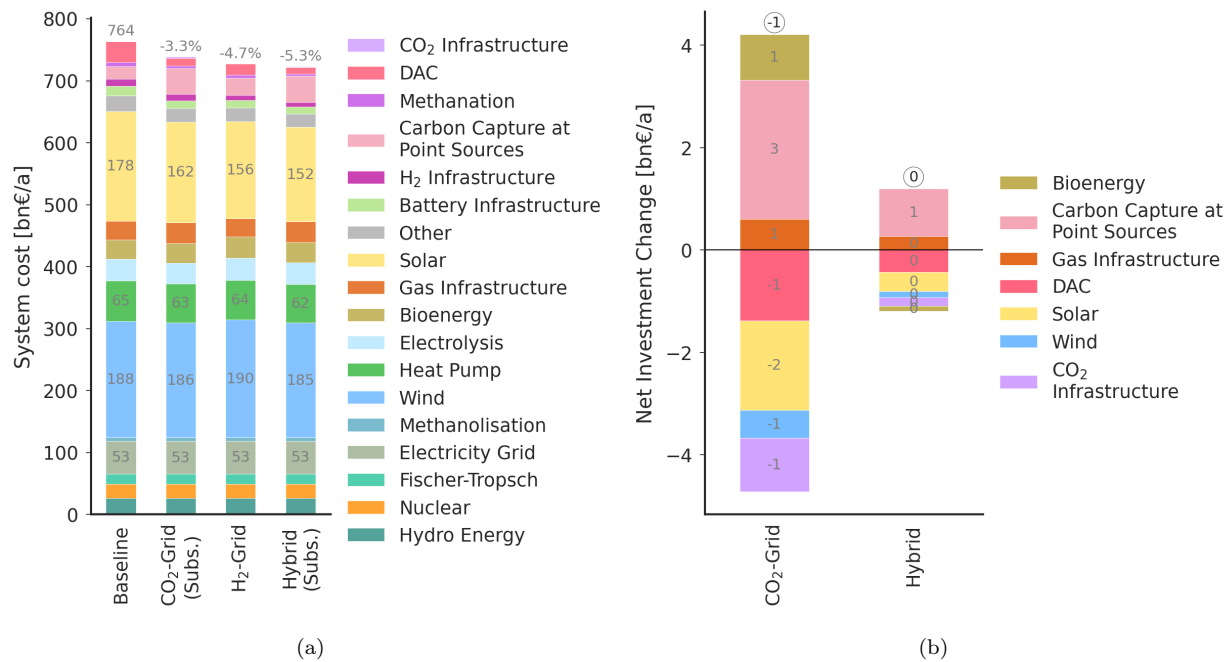 System cost [bn€/a]
800
700
600
500
400
300
200
100
0
764
-3.3%
-4.7%
-5.3%
178
162
156
152
65
63
64
62
188
186
190
185
53
53
53
53
Baseline
CO₂-Grid
(Subs.)
H₂-Grid
Hybrid
(Subs.)
CO₂ Infrastructure
DAC
Methanation
Carbon Capture at
Point Sources
H₂ Infrastructure
Battery Infrastructure
Other
Solar
Gas Infrastructure
Bioenergy
Electrolysis
Heat Pump
Wind
Methanolisation
Electricity Grid
Fischer-Tropsch
Nuclear
Hydro Energy
(a)
Net Investment Change [bn€/a]
4
2
0
−2
−4
-1
1
3
1
-1
-2
-1
-1
0
1
0
0
0
0
0
0
CO₂-Grid
Hybrid
Bioenergy
Carbon Capture at
Point Sources
Gas Infrastructure
DAC
Solar
Wind
CO₂
Infrastructure
(b)